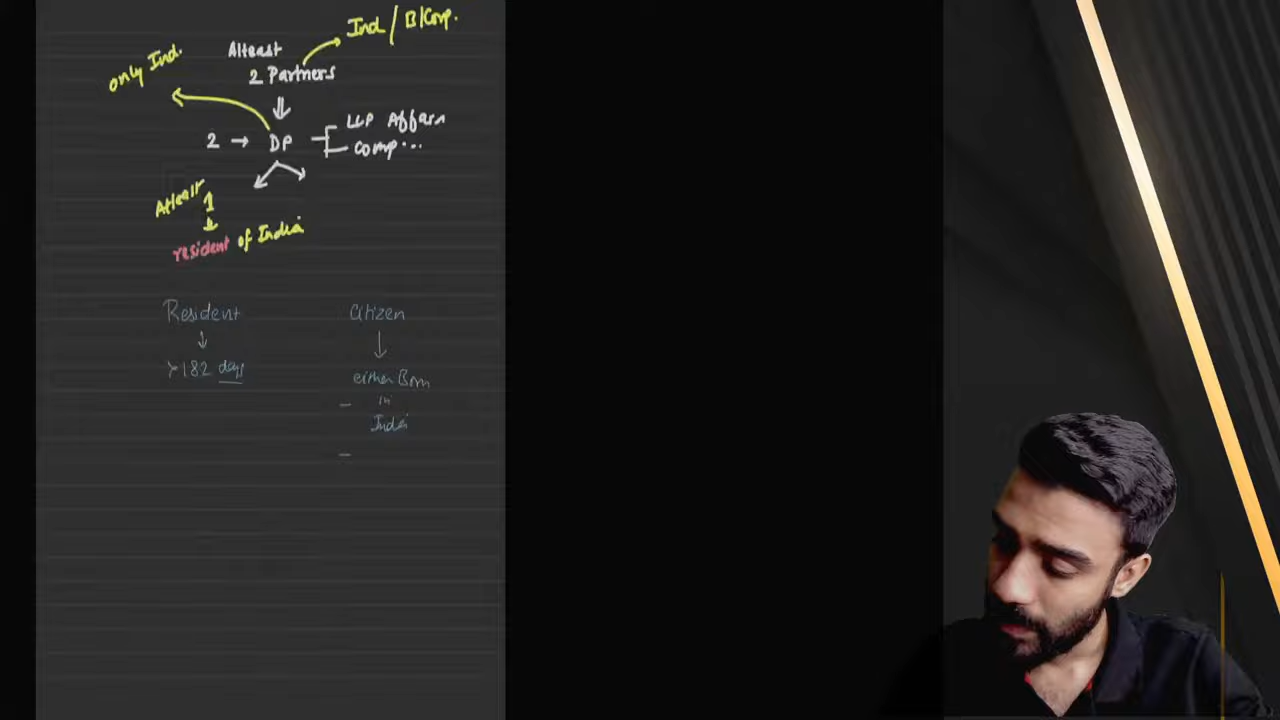 Ind / B/Corp.
only Ind.
Atleast
2 Partners
2 → DP
LLP Affairs
Comp...
Atleast 1
resident of India
Resident
Citizen
>182 days
either Born
in
India